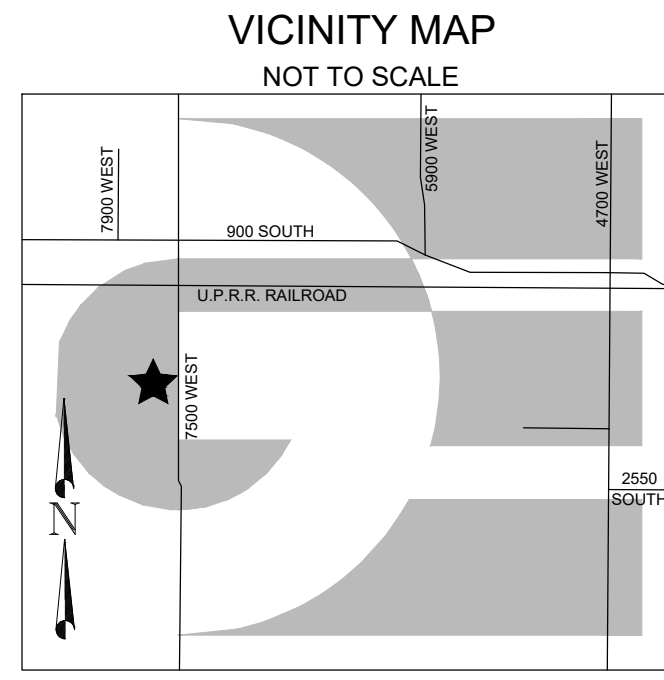 VICINITY MAP
NOT TO SCALE
7900 WEST
5900 WEST
4700 WEST
900 SOUTH
U.P.R.R. RAILROAD
7500 WEST
2550
SOUTH
N